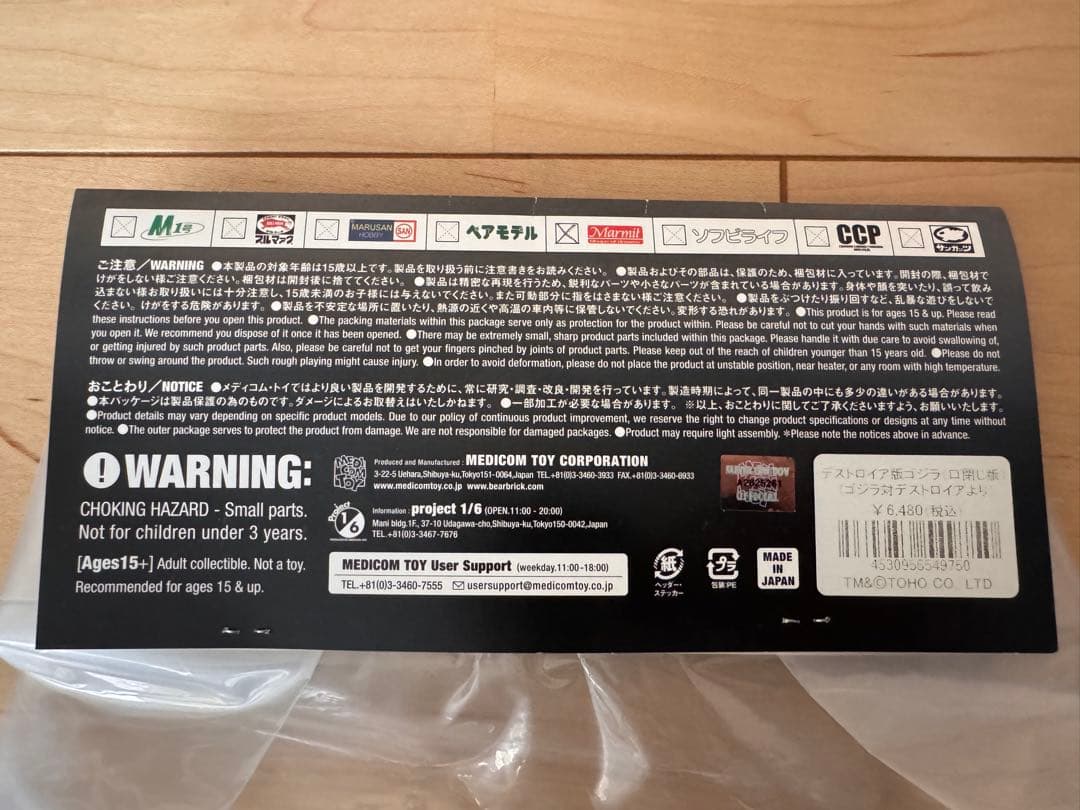 M1号 ブルマァク MARUSAN HOBBY SAN ベアモデル Marmit ソフビライフ CCP サンガッツ
ご注意／WARNING ●本製品の対象年齢は15歳以上です。製品を取り扱う前に注意書きをお読みください。 ●製品およびその部品は、保護のため、梱包材に入っています。開封の際、梱包材で
けがをしない様ご注意ください。梱包材は開封後に捨ててください。 ●製品は精密な再現を行うため、鋭利なパーツや小さなパーツが含まれている場合があります。身体や顔を突いたり、誤って飲み
込まない様お取り扱いには十分注意し、15歳未満のお子様には与えないでください。また可動部分に指をはさまない様ご注意ください。 ●製品をぶつけたり振り回すなど、乱暴な遊びをしないで
ください。けがをする危険があります。 ●製品を不安定な場所に置いたり、熱源の近くや高温の車内等に保管しないでください。変形する恐れがあります。 ●This product is for ages 15 & up. Please read
these instructions before you open this product. ●The packing materials within this package serve only as protection for the product within. Please be careful not to cut your hands with such materials when
you open it. We recommend you dispose of it once it has been opened. ●There may be extremely small, sharp product parts included within this package. Please handle it with due care to avoid swallowing of,
or getting injured by such product parts. Also, please be careful not to get your fingers pinched by joints of product parts. Please keep out of the reach of children younger than 15 years old. ●Please do not
throw or swing around the product. Such rough playing might cause injury. ●In order to avoid deformation, please do not place the product at unstable position, near heater, or any room with high temperature.
おことわり／NOTICE ●メディコム・トイではより良い製品を開発するために、常に研究・調査・改良・開発を行っています。製造時期によって、同一製品の中にも多少の違いがある場合があります。
●本パッケージは製品保護の為のものです。ダメージによるお取替えはいたしかねます。 ●一部加工が必要な場合があります。 ※以上、おことわりに関してご了承くださいますよう、お願いいたします。
●Product details may vary depending on specific product models. Due to our policy of continuous product improvement, we reserve the right to change product specifications or designs at any time without
notice. ●The outer package serves to protect the product from damage. We are not responsible for damaged packages. ●Product may require light assembly. ※Please note the notices above in advance.
WARNING:
CHOKING HAZARD - Small parts.
Not for children under 3 years.
[Ages15+] Adult collectible. Not a toy.
Recommended for ages 15 & up.
MEDICOM TOY
Produced and Manufactured : MEDICOM TOY CORPORATION
3-22-5 Uehara,Shibuya-ku,Tokyo151-0064,Japan TEL.+81(0)3-3460-3933 FAX.+81(0)3-3460-6933
www.medicomtoy.co.jp www.bearbrick.com
Project 1/6
Information : project 1/6 (OPEN.11:00 - 20:00)
Mani bldg.1F., 37-10 Udagawa-cho,Shibuya-ku,Tokyo150-0042,Japan
TEL.+81(0)3-3467-7676
MEDICOM TOY User Support (weekday.11:00-18:00)
TEL.+81(0)3-3460-7555 usersupport@medicomtoy.co.jp
紙
ヘッダー・
ステッカー
プラ
包装:PE
MADE
IN
JAPAN
A2625261
OFFICIAL
デストロイア版ゴジラ(口閉じ版)
(ゴジラ対デストロイアより
￥6,480(税込)
4530956549750
TM&©TOHO CO., LTD